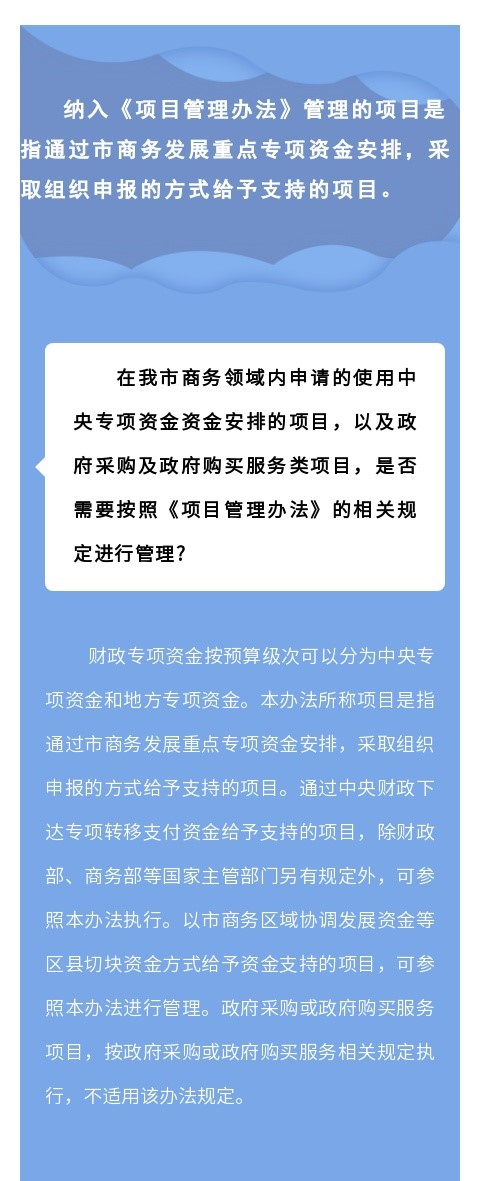 纳入《项目管理办法》管理的项目是
指通过市商务发展重点专项资金安排，采
取组织申报的方式给予支持的项目。
在我市商务领域内申请的使用中
央专项资金资金安排的项目，以及政
府采购及政府购买服务类项目，是否
需要按照《项目管理办法》的相关规
定进行管理？
财政专项资金按预算级次可以分为中央专
项资金和地方专项资金。本办法所称项目是指
通过市商务发展重点专项资金安排，采取组织
申报的方式给予支持的项目。通过中央财政下
达专项转移支付资金给予支持的项目，除财政
部、商务部等国家主管部门另有规定外，可参
照本办法执行。以市商务区域协调发展资金等
区县切块资金方式给予资金支持的项目，可参
照本办法进行管理。政府采购或政府购买服务
项目，按政府采购或政府购买服务相关规定执
行，不适用该办法规定。